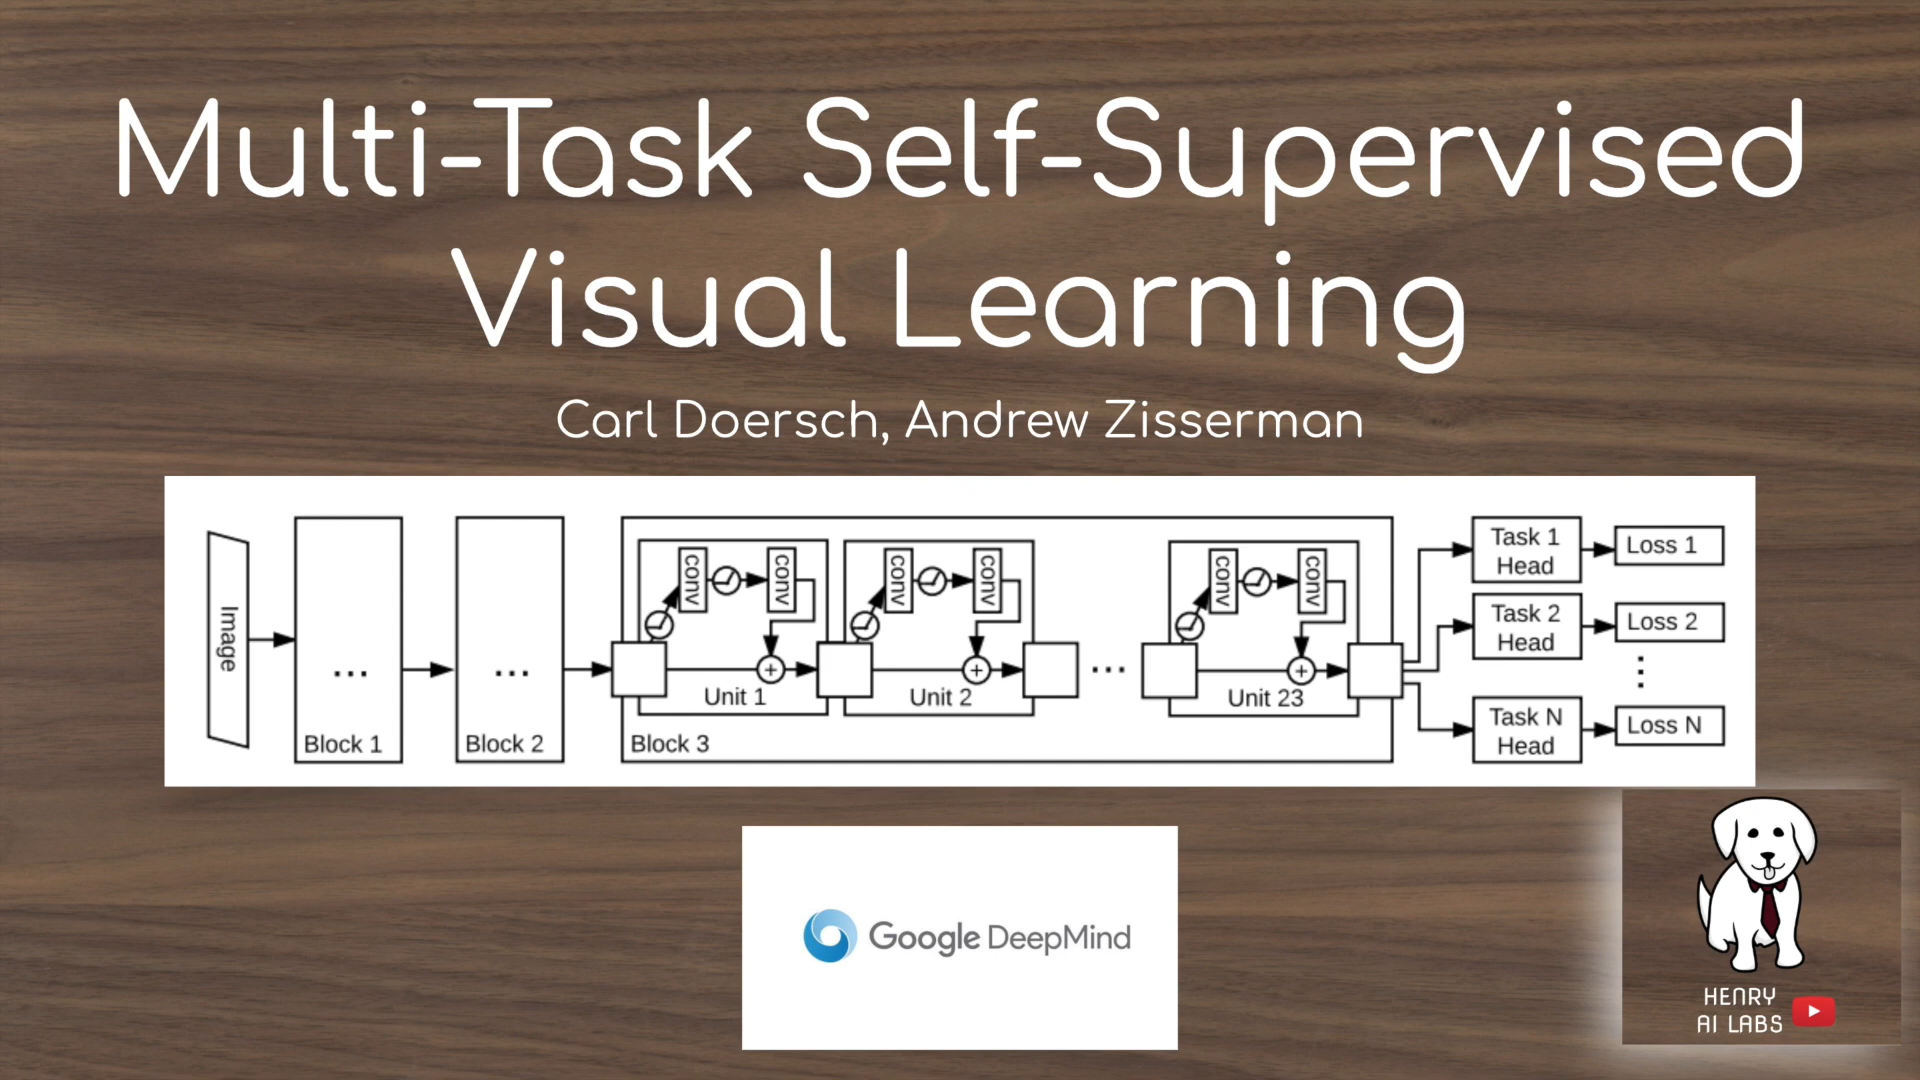 Multi-Task Self-Supervised
Visual Learning
Carl Doersch, Andrew Zisserman
Image
...
Block 1
...
Block 2
conv
conv
Unit 1
conv
conv
Unit 2
...
conv
conv
Unit 23
Block 3
Task 1
Head
Loss 1
Task 2
Head
Loss 2
Task N
Head
Loss N
Google DeepMind
HENRY
AI LABS